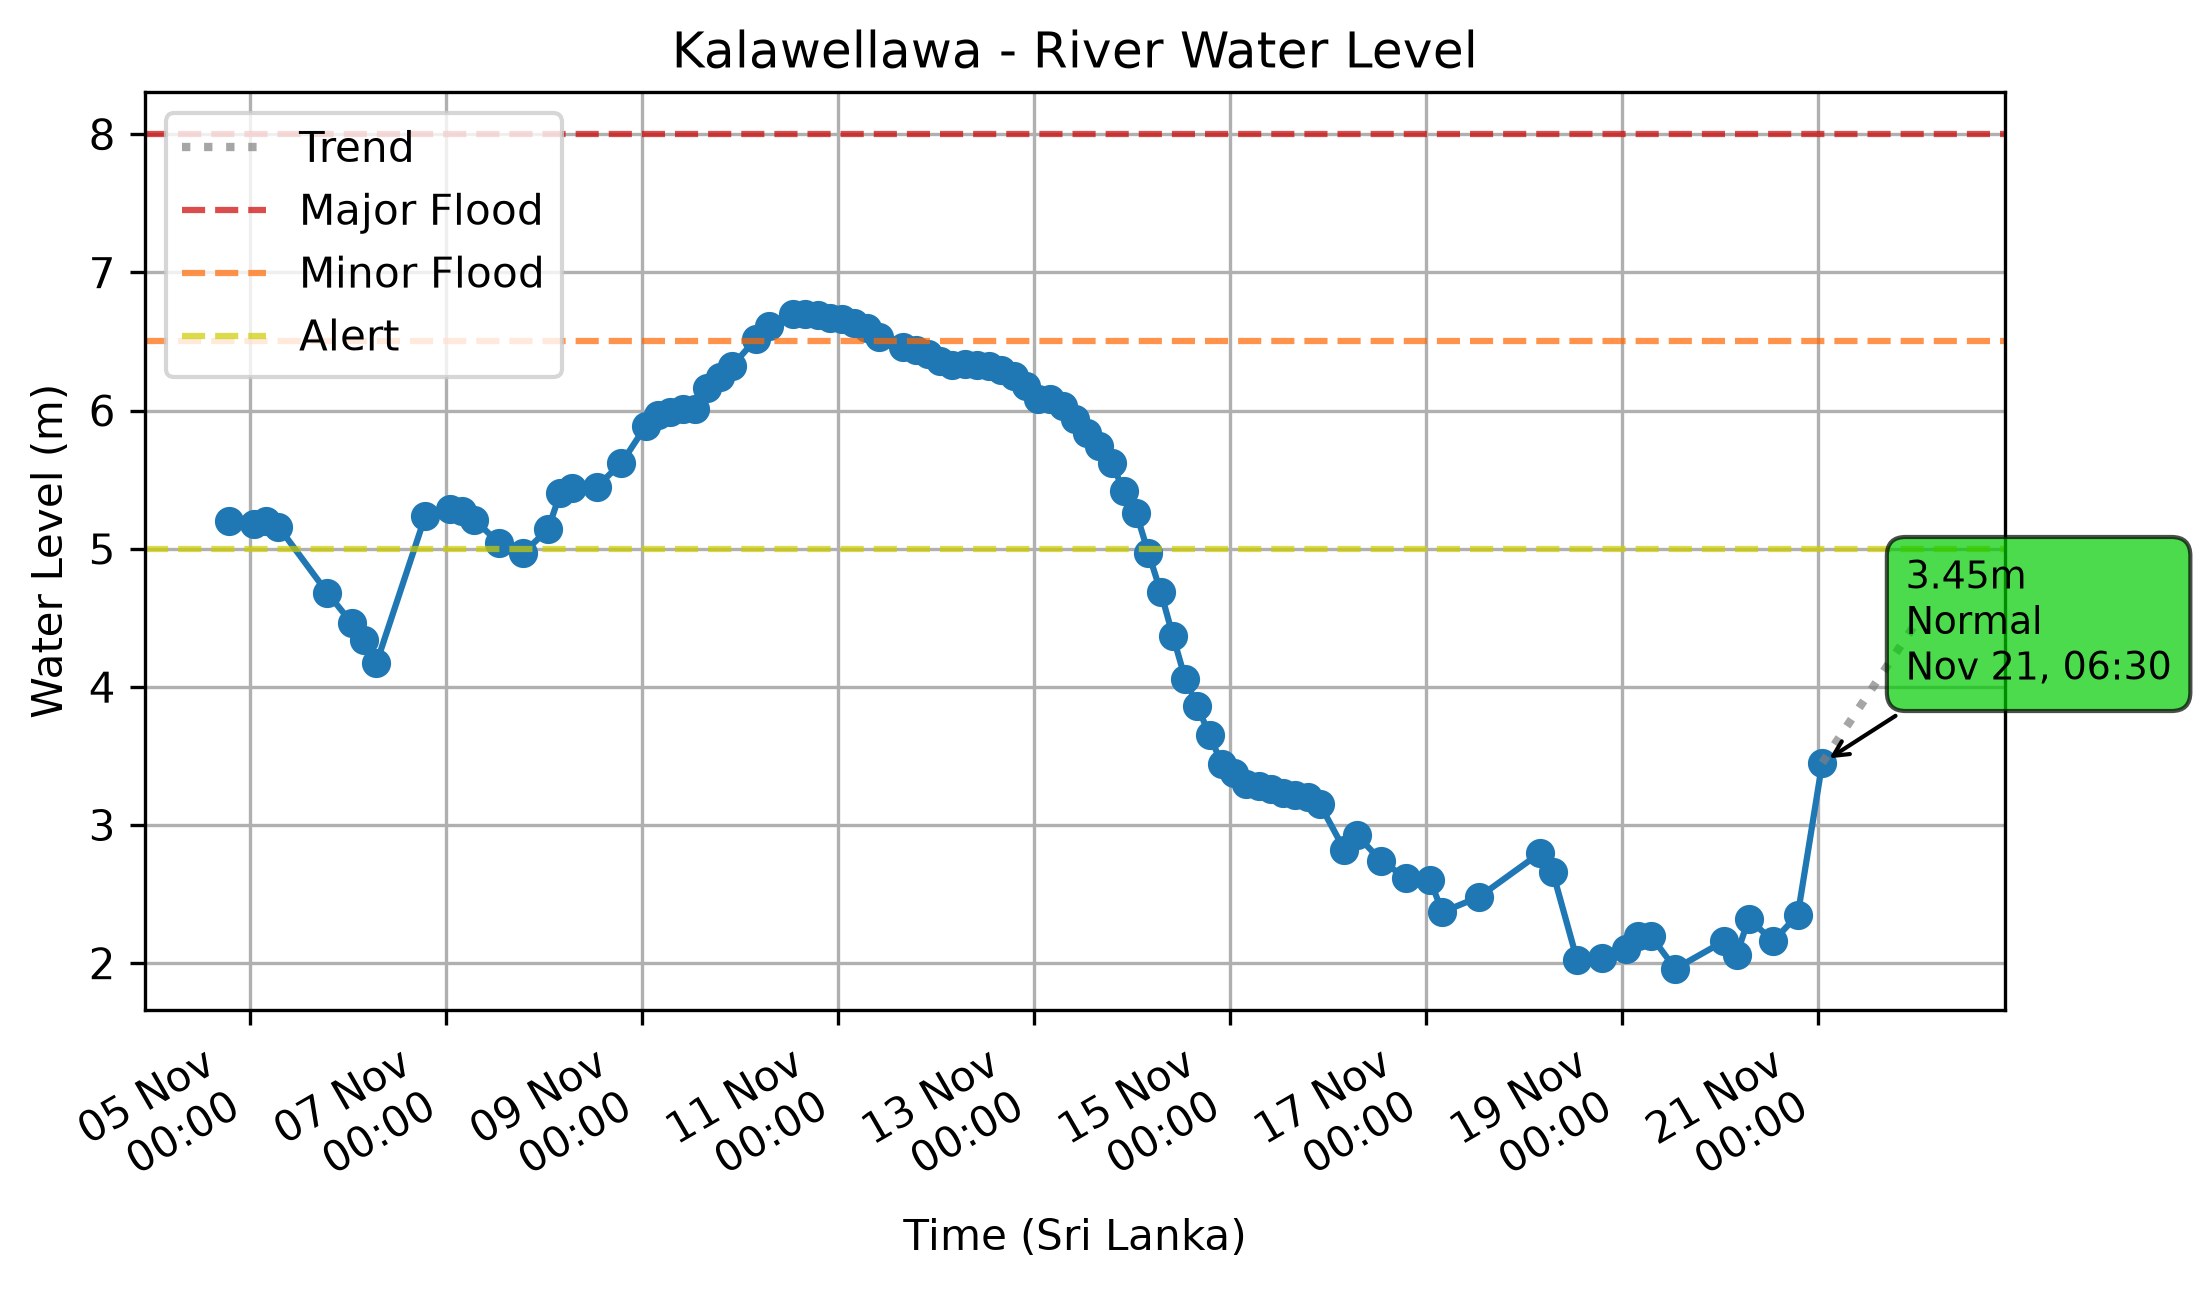 Kalawellawa - River Water Level
Trend
Major Flood
Minor Flood
Alert
8
7
6
5
4
3
2
Water Level (m)
3.45m
Normal
Nov 21, 06:30
05 Nov
00:00
07 Nov
00:00
09 Nov
00:00
11 Nov
00:00
13 Nov
00:00
15 Nov
00:00
17 Nov
00:00
19 Nov
00:00
21 Nov
00:00
Time (Sri Lanka)